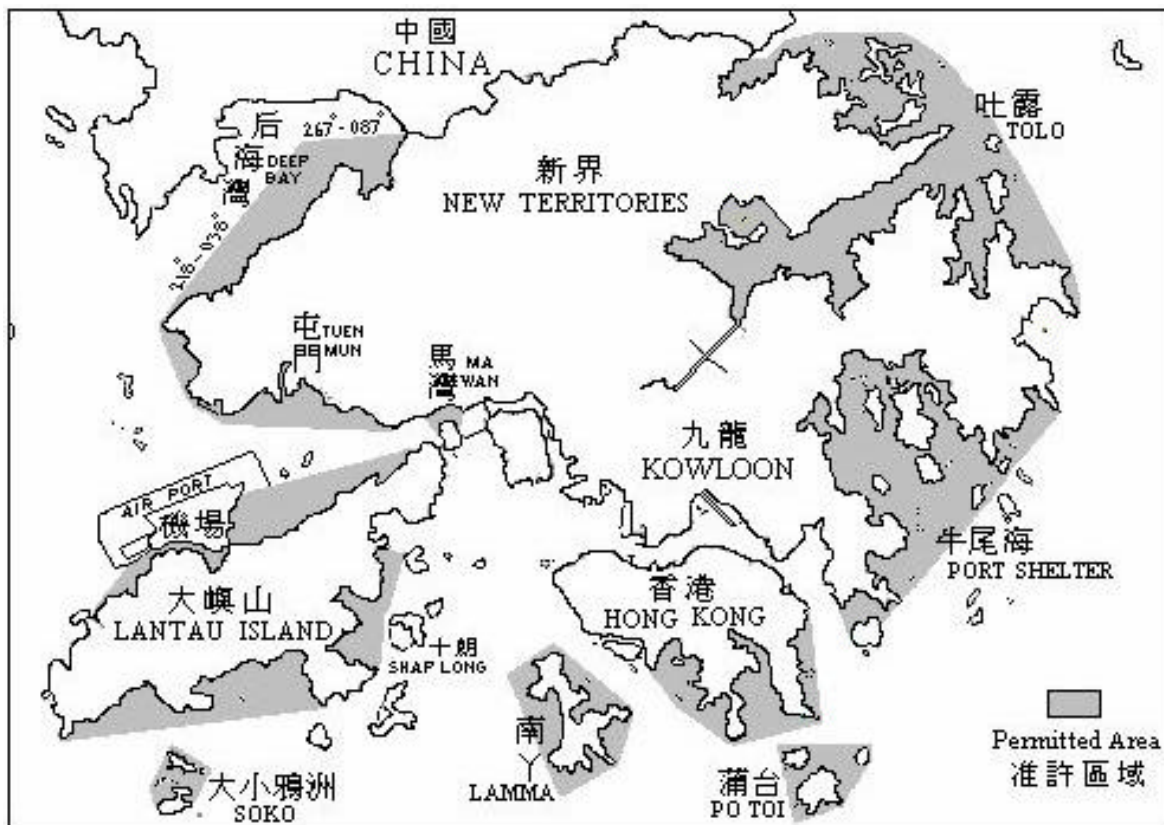 中國
CHINA
吐露
TOLO
后海灣
DEEP
BAY
267°-087°
218°-038°
新界
NEW TERRITORIES
屯門
TUEN
MUN
馬灣
MA
WAN
九龍
KOWLOON
AIR PORT
機場
牛尾海
PORT SHELTER
香港
HONG KONG
大嶼山
LANTAU ISLAND
十朗
SHAP LONG
南丫
LAMMA
大小鴉洲
SOKO
蒲台
PO TOI
Permitted Area
准許區域